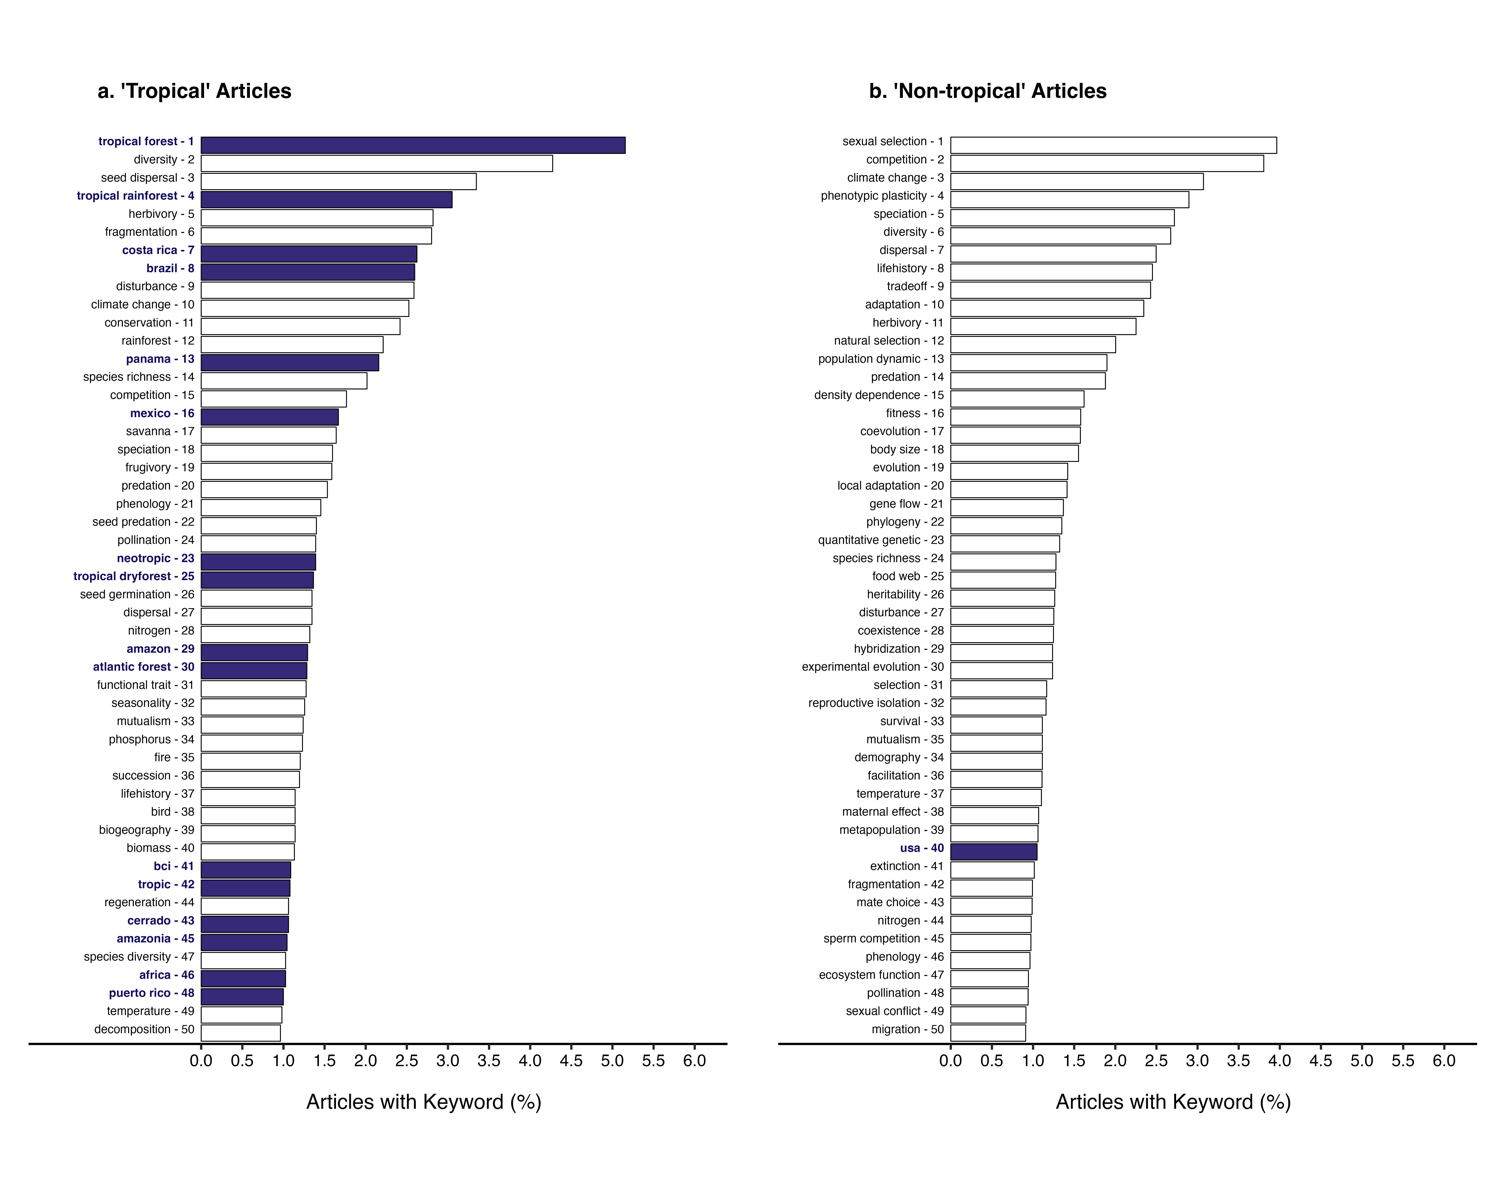 a. 'Tropical' Articles
tropical forest - 1
diversity - 2
seed dispersal - 3
tropical rainforest - 4
herbivory - 5
fragmentation - 6
costa rica - 7
brazil - 8
disturbance - 9
climate change - 10
conservation - 11
rainforest - 12
panama - 13
species richness - 14
competition - 15
mexico - 16
savanna - 17
speciation - 18
frugivory - 19
predation - 20
phenology - 21
seed predation - 22
pollination - 24
neotropic - 23
tropical dryforest - 25
seed germination - 26
dispersal - 27
nitrogen - 28
amazon - 29
atlantic forest - 30
functional trait - 31
seasonality - 32
mutualism - 33
phosphorus - 34
fire - 35
succession - 36
lifehistory - 37
bird - 38
biogeography - 39
biomass - 40
bci - 41
tropic - 42
regeneration - 44
cerrado - 43
amazonia - 45
species diversity - 47
africa - 46
puerto rico - 48
temperature - 49
decomposition - 50
0.0 0.5 1.0 1.5 2.0 2.5 3.0 3.5 4.0 4.5 5.0 5.5 6.0
Articles with Keyword (%)
b. 'Non-tropical' Articles
sexual selection - 1
competition - 2
climate change - 3
phenotypic plasticity - 4
speciation - 5
diversity - 6
dispersal - 7
lifehistory - 8
tradeoff - 9
adaptation - 10
herbivory - 11
natural selection - 12
population dynamic - 13
predation - 14
density dependence - 15
fitness - 16
coevolution - 17
body size - 18
evolution - 19
local adaptation - 20
gene flow - 21
phylogeny - 22
quantitative genetic - 23
species richness - 24
food web - 25
heritability - 26
disturbance - 27
coexistence - 28
hybridization - 29
experimental evolution - 30
selection - 31
reproductive isolation - 32
survival - 33
mutualism - 35
demography - 34
facilitation - 36
temperature - 37
maternal effect - 38
metapopulation - 39
usa - 40
extinction - 41
fragmentation - 42
mate choice - 43
nitrogen - 44
sperm competition - 45
phenology - 46
ecosystem function - 47
pollination - 48
sexual conflict - 49
migration - 50
0.0 0.5 1.0 1.5 2.0 2.5 3.0 3.5 4.0 4.5 5.0 5.5 6.0
Articles with Keyword (%)